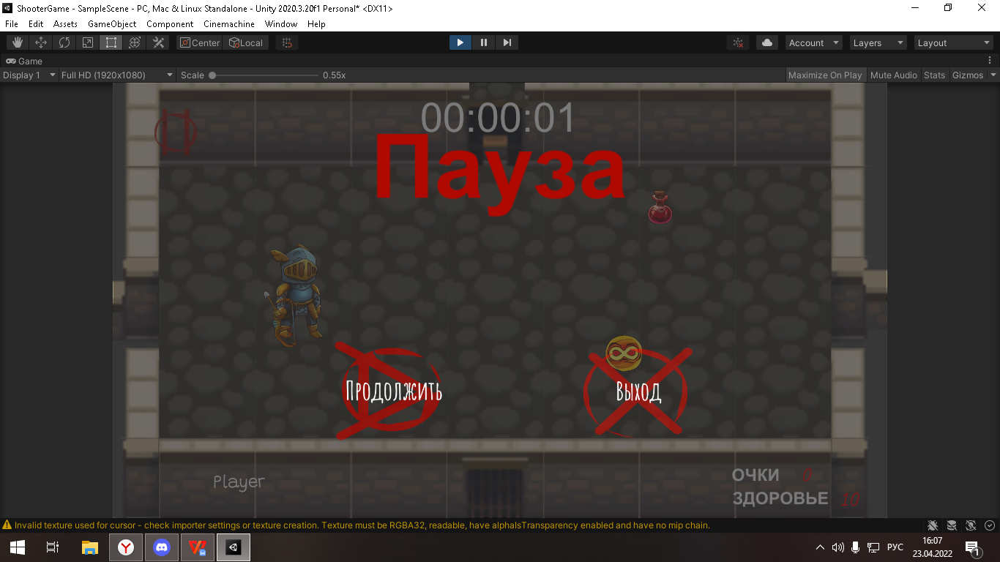 ShooterGame - SampleScene - PC, Mac & Linux Standalone - Unity 2020.3.20f1 Personal* <DX11>
File Edit Assets GameObject Component Cinemachine Window Help
Center Local Account Layers Layout
Game
Display 1 Full HD (1920x1080) Scale 0.55x Maximize On Play Mute Audio Stats Gizmos
00:00:01
Пауза
Продолжить Выход
Player
ОЧКИ 0
ЗДОРОВЬЕ 10
Invalid texture used for cursor - check importer settings or texture creation. Texture must be RGBA32, readable, have alphaIsTransparency enabled and have no mip chain.
РУС 16:07
23.04.2022 1